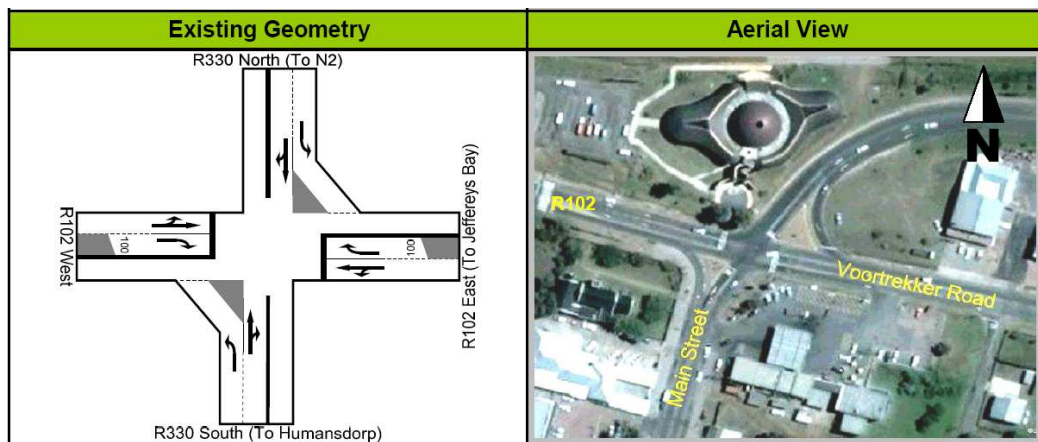 Existing Geometry
Aerial View
R330 North (To N2)
N
R102 West
100
100
R102 East (To Jeffereys Bay)
R102
Voortrekker Road
Main Street
R330 South (To Humansdorp)